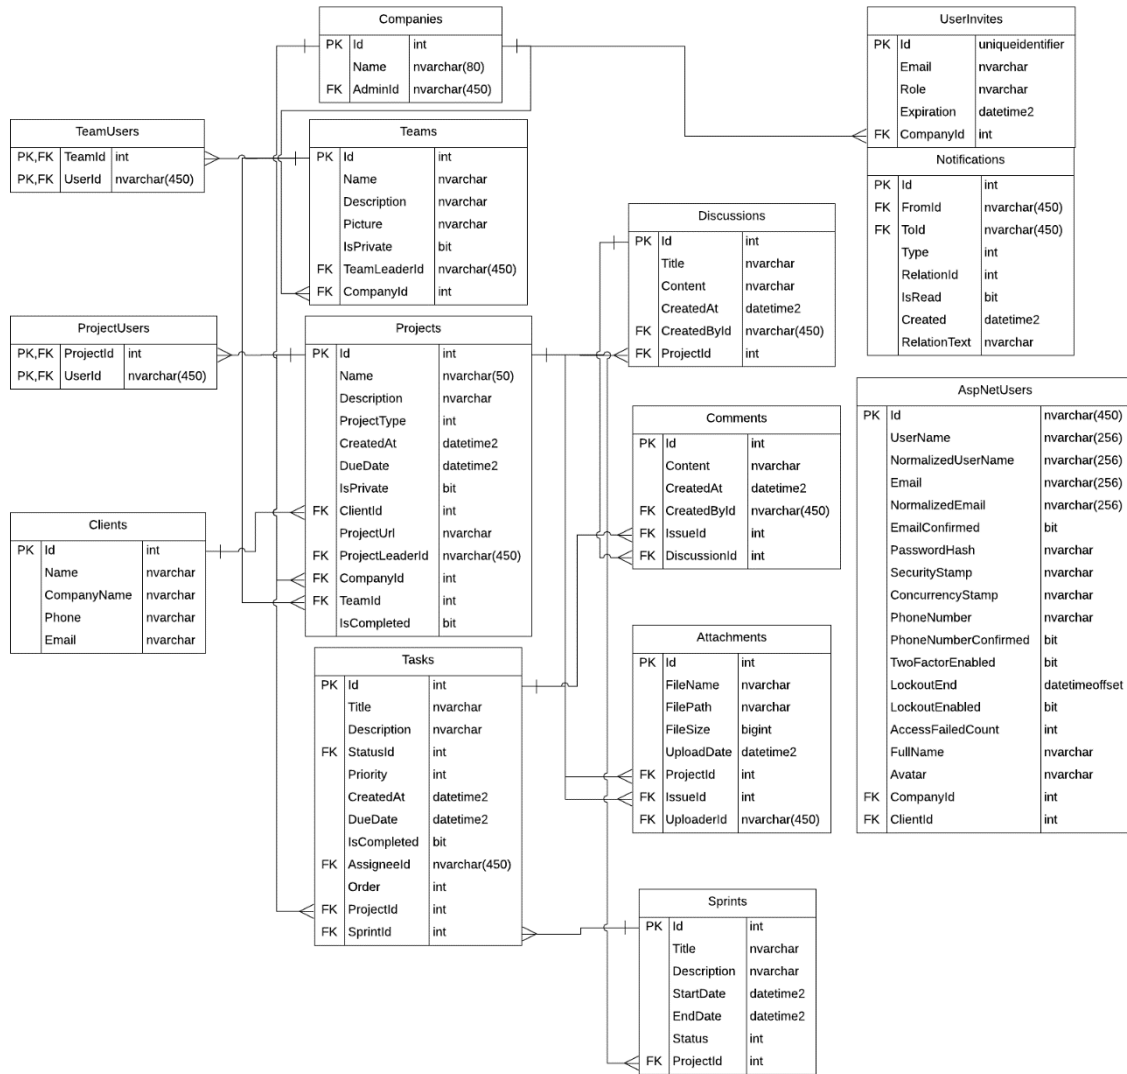 Companies
PK Id int
Name nvarchar(80)
FK AdminId nvarchar(450)
UserInvites
PK Id uniqueidentifier
Email nvarchar
Role nvarchar
Expiration datetime2
FK CompanyId int
TeamUsers
PK,FK TeamId int
PK,FK UserId nvarchar(450)
Teams
PK Id int
Name nvarchar
Description nvarchar
Picture nvarchar
IsPrivate bit
FK TeamLeaderId nvarchar(450)
FK CompanyId int
Notifications
PK Id int
FK FromId nvarchar(450)
FK ToId nvarchar(450)
Type int
RelationId int
IsRead bit
Created datetime2
RelationText nvarchar
Discussions
PK Id int
Title nvarchar
Content nvarchar
CreatedAt datetime2
FK CreatedById nvarchar(450)
FK ProjectId int
ProjectUsers
PK,FK ProjectId int
PK,FK UserId nvarchar(450)
Projects
PK Id int
Name nvarchar(50)
Description nvarchar
ProjectType int
CreatedAt datetime2
DueDate datetime2
IsPrivate bit
FK ClientId int
ProjectUrl nvarchar
FK ProjectLeaderId nvarchar(450)
FK CompanyId int
FK TeamId int
IsCompleted bit
AspNetUsers
PK Id nvarchar(450)
UserName nvarchar(256)
NormalizedUserName nvarchar(256)
Email nvarchar(256)
NormalizedEmail nvarchar(256)
EmailConfirmed bit
PasswordHash nvarchar
SecurityStamp nvarchar
ConcurrencyStamp nvarchar
PhoneNumber nvarchar
PhoneNumberConfirmed bit
TwoFactorEnabled bit
LockoutEnd datetimeoffset
LockoutEnabled bit
AccessFailedCount int
FullName nvarchar
Avatar nvarchar
FK CompanyId int
FK ClientId int
Comments
PK Id int
Content nvarchar
CreatedAt datetime2
FK CreatedById nvarchar(450)
FK IssueId int
FK DiscussionId int
Clients
PK Id int
Name nvarchar
CompanyName nvarchar
Phone nvarchar
Email nvarchar
Attachments
PK Id int
FileName nvarchar
FilePath nvarchar
FileSize bigint
UploadDate datetime2
FK ProjectId int
FK IssueId int
FK UploaderId nvarchar(450)
Tasks
PK Id int
Title nvarchar
Description nvarchar
FK StatusId int
Priority int
CreatedAt datetime2
DueDate datetime2
IsCompleted bit
FK AssigneeId nvarchar(450)
Order int
FK ProjectId int
FK SprintId int
Sprints
PK Id int
Title nvarchar
Description nvarchar
StartDate datetime2
EndDate datetime2
Status int
FK ProjectId int